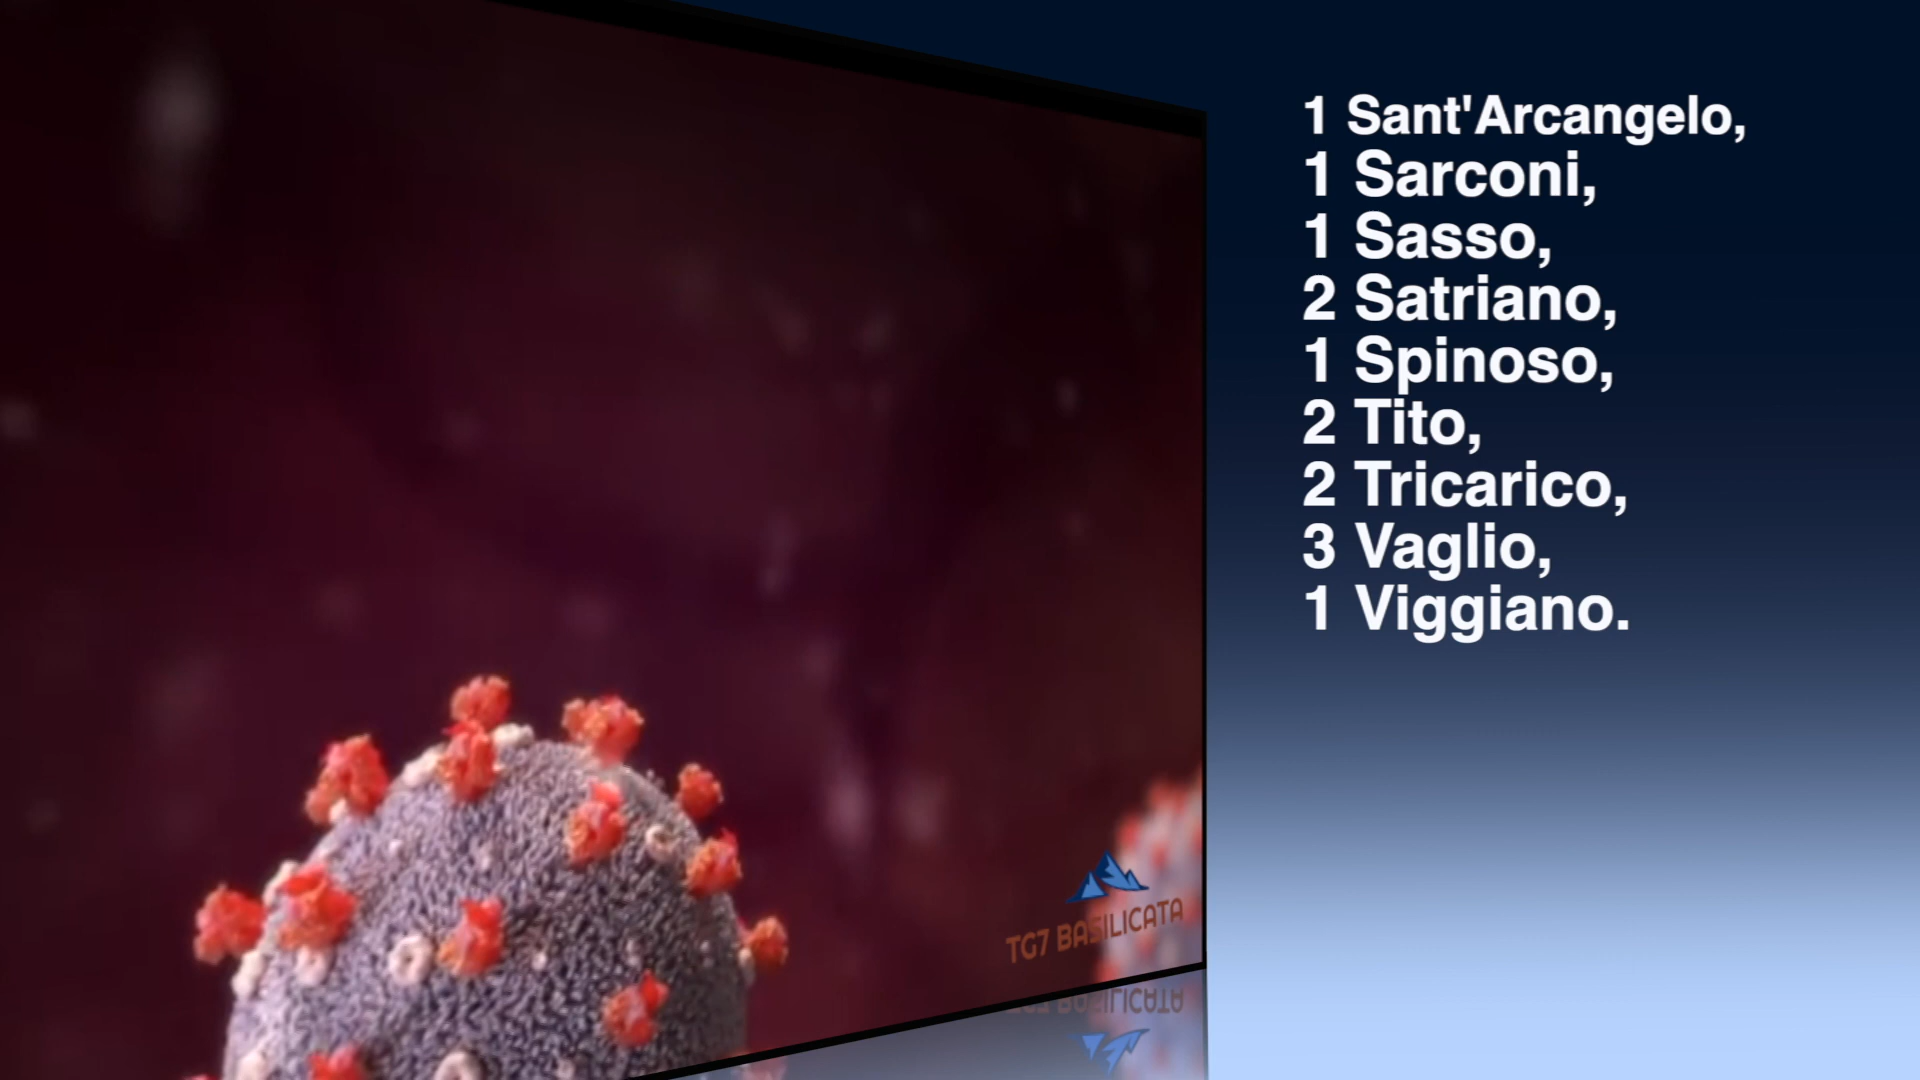 1 Sant'Arcangelo,
1 Sarconi,
1 Sasso,
2 Satriano,
1 Spinoso,
2 Tito,
2 Tricarico,
3 Vaglio,
1 Viggiano.
TG7 BASILICATA